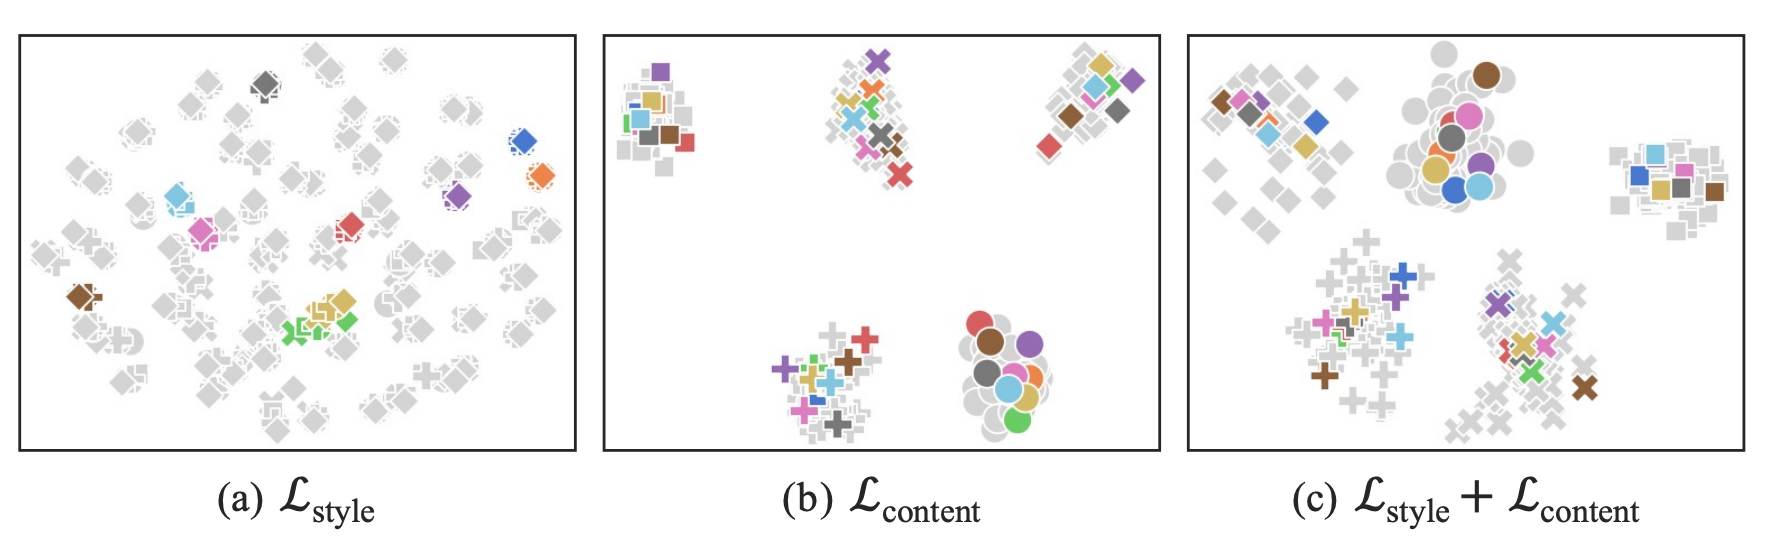 (a) ℒstyle
(b) ℒcontent
(c) ℒstyle + ℒcontent